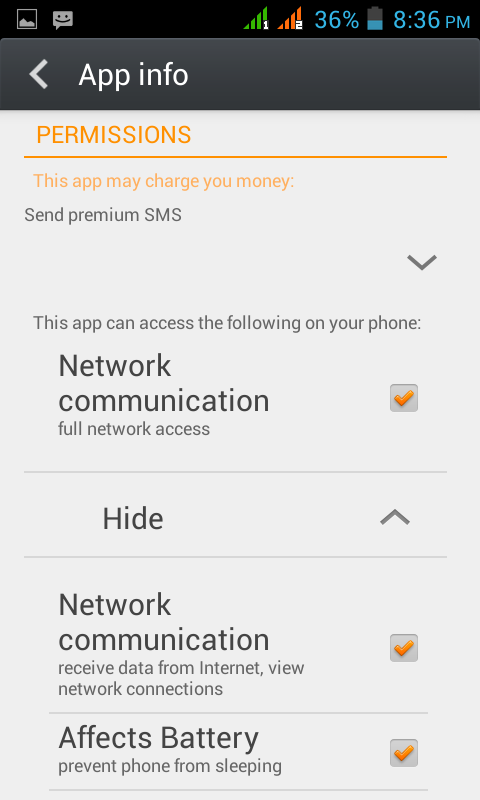 1 2 36% 8:36 PM
App info
PERMISSIONS
This app may charge you money:
Send premium SMS
This app can access the following on your phone:
Network
communication
full network access
Hide
Network
communication
receive data from Internet, view
network connections
Affects Battery
prevent phone from sleeping